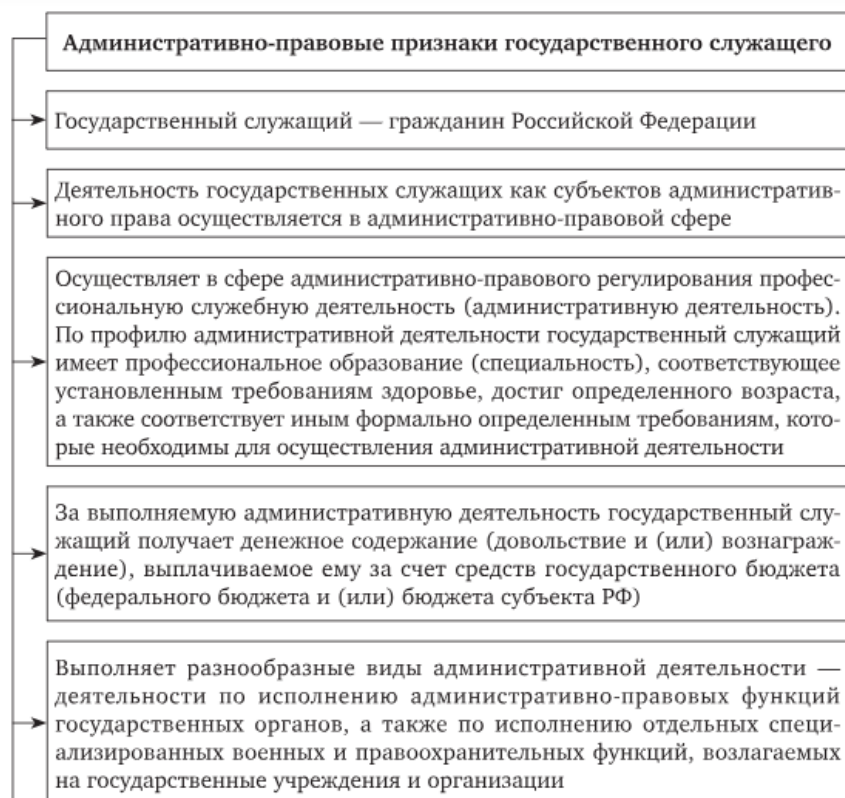 Административно-правовые признаки государственного служащего
Государственный служащий — гражданин Российской Федерации
Деятельность государственных служащих как субъектов административ-
ного права осуществляется в административно-правовой сфере
Осуществляет в сфере административно-правового регулирования профес-
сиональную служебную деятельность (административную деятельность).
По профилю административной деятельности государственный служащий
имеет профессиональное образование (специальность), соответствующее
установленным требованиям здоровье, достиг определенного возраста,
а также соответствует иным формально определенным требованиям, кото-
рые необходимы для осуществления административной деятельности
За выполняемую административную деятельность государственный слу-
жащий получает денежное содержание (довольствие и (или) вознаграж-
дение), выплачиваемое ему за счет средств государственного бюджета
(федерального бюджета и (или) бюджета субъекта РФ)
Выполняет разнообразные виды административной деятельности —
деятельности по исполнению административно-правовых функций
государственных органов, а также по исполнению отдельных специ-
ализированных военных и правоохранительных функций, возлагаемых
на государственные учреждения и организации